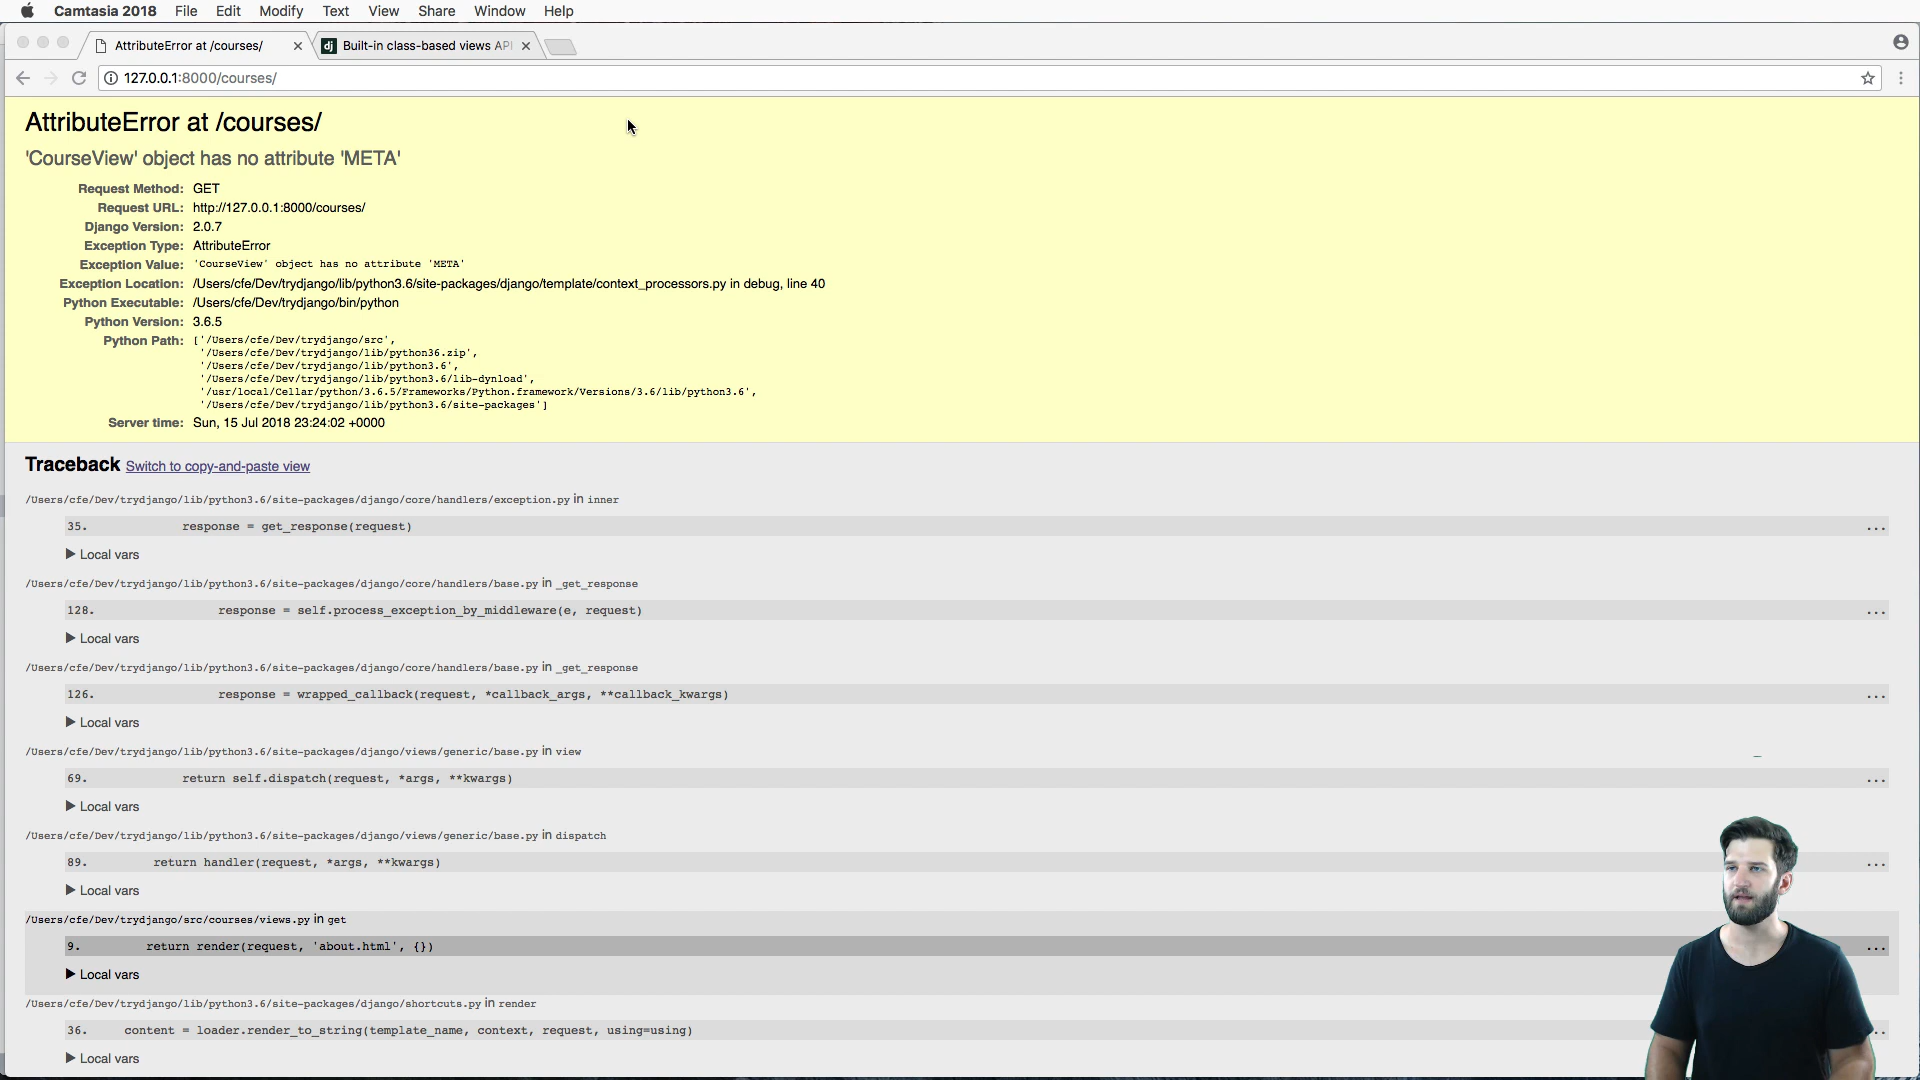 Camtasia 2018 File Edit Modify Text View Share Window Help
AttributeError at /courses/ Built-in class-based views API
127.0.0.1:8000/courses/
AttributeError at /courses/
'CourseView' object has no attribute 'META'
Request Method: GET
Request URL: http://127.0.0.1:8000/courses/
Django Version: 2.0.7
Exception Type: AttributeError
Exception Value: 'CourseView' object has no attribute 'META'
Exception Location: /Users/cfe/Dev/trydjango/lib/python3.6/site-packages/django/template/context_processors.py in debug, line 40
Python Executable: /Users/cfe/Dev/trydjango/bin/python
Python Version: 3.6.5
Python Path: ['/Users/cfe/Dev/trydjango/src',
'/Users/cfe/Dev/trydjango/lib/python36.zip',
'/Users/cfe/Dev/trydjango/lib/python3.6',
'/Users/cfe/Dev/trydjango/lib/python3.6/lib-dynload',
'/usr/local/Cellar/python/3.6.5/Frameworks/Python.framework/Versions/3.6/lib/python3.6',
'/Users/cfe/Dev/trydjango/lib/python3.6/site-packages']
Server time: Sun, 15 Jul 2018 23:24:02 +0000
Traceback Switch to copy-and-paste view
/Users/cfe/Dev/trydjango/lib/python3.6/site-packages/django/core/handlers/exception.py in inner
35. response = get_response(request) ...
▶ Local vars
/Users/cfe/Dev/trydjango/lib/python3.6/site-packages/django/core/handlers/base.py in _get_response
128. response = self.process_exception_by_middleware(e, request) ...
▶ Local vars
/Users/cfe/Dev/trydjango/lib/python3.6/site-packages/django/core/handlers/base.py in _get_response
126. response = wrapped_callback(request, *callback_args, **callback_kwargs) ...
▶ Local vars
/Users/cfe/Dev/trydjango/lib/python3.6/site-packages/django/views/generic/base.py in view
69. return self.dispatch(request, *args, **kwargs) ...
▶ Local vars
/Users/cfe/Dev/trydjango/lib/python3.6/site-packages/django/views/generic/base.py in dispatch
89. return handler(request, *args, **kwargs) ...
▶ Local vars
/Users/cfe/Dev/trydjango/src/courses/views.py in get
9. return render(request, 'about.html', {}) ...
▶ Local vars
/Users/cfe/Dev/trydjango/lib/python3.6/site-packages/django/shortcuts.py in render
36. content = loader.render_to_string(template_name, context, request, using=using) ..
▶ Local vars